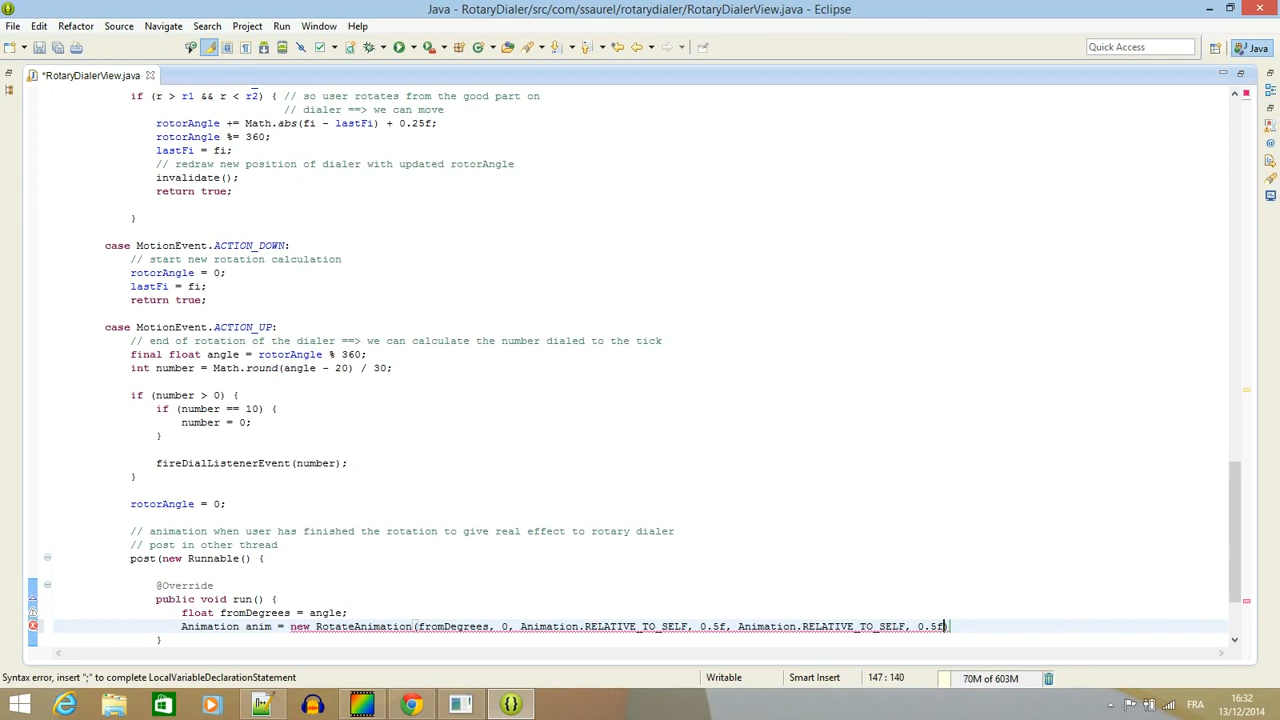 Java - RotaryDialer/src/com/ssaurel/rotarydialer/RotaryDialerView.java - Eclipse
File Edit Refactor Source Navigate Search Project Run Window Help
Quick Access
Java
*RotaryDialerView.java
if (r > r1 && r < r2) { // so user rotates from the good part on
// dialer ==> we can move
rotorAngle += Math.abs(fi - lastFi) + 0.25f;
rotorAngle %= 360;
lastFi = fi;
// redraw new position of dialer with updated rotorAngle
invalidate();
return true;
}
case MotionEvent.ACTION_DOWN:
// start new rotation calculation
rotorAngle = 0;
lastFi = fi;
return true;
case MotionEvent.ACTION_UP:
// end of rotation of the dialer ==> we can calculate the number dialed to the tick
final float angle = rotorAngle % 360;
int number = Math.round(angle - 20) / 30;
if (number > 0) {
if (number == 10) {
number = 0;
}
fireDialListenerEvent(number);
}
rotorAngle = 0;
// animation when user has finished the rotation to give real effect to rotary dialer
// post in other thread
post(new Runnable() {
@Override
public void run() {
float fromDegrees = angle;
Animation anim = new RotateAnimation(fromDegrees, 0, Animation.RELATIVE_TO_SELF, 0.5f, Animation.RELATIVE_TO_SELF, 0.5f)
}
Syntax error, insert ";" to complete LocalVariableDeclarationStatement
Writable
Smart Insert
147 : 140
70M of 603M
FRA
16:32
13/12/2014